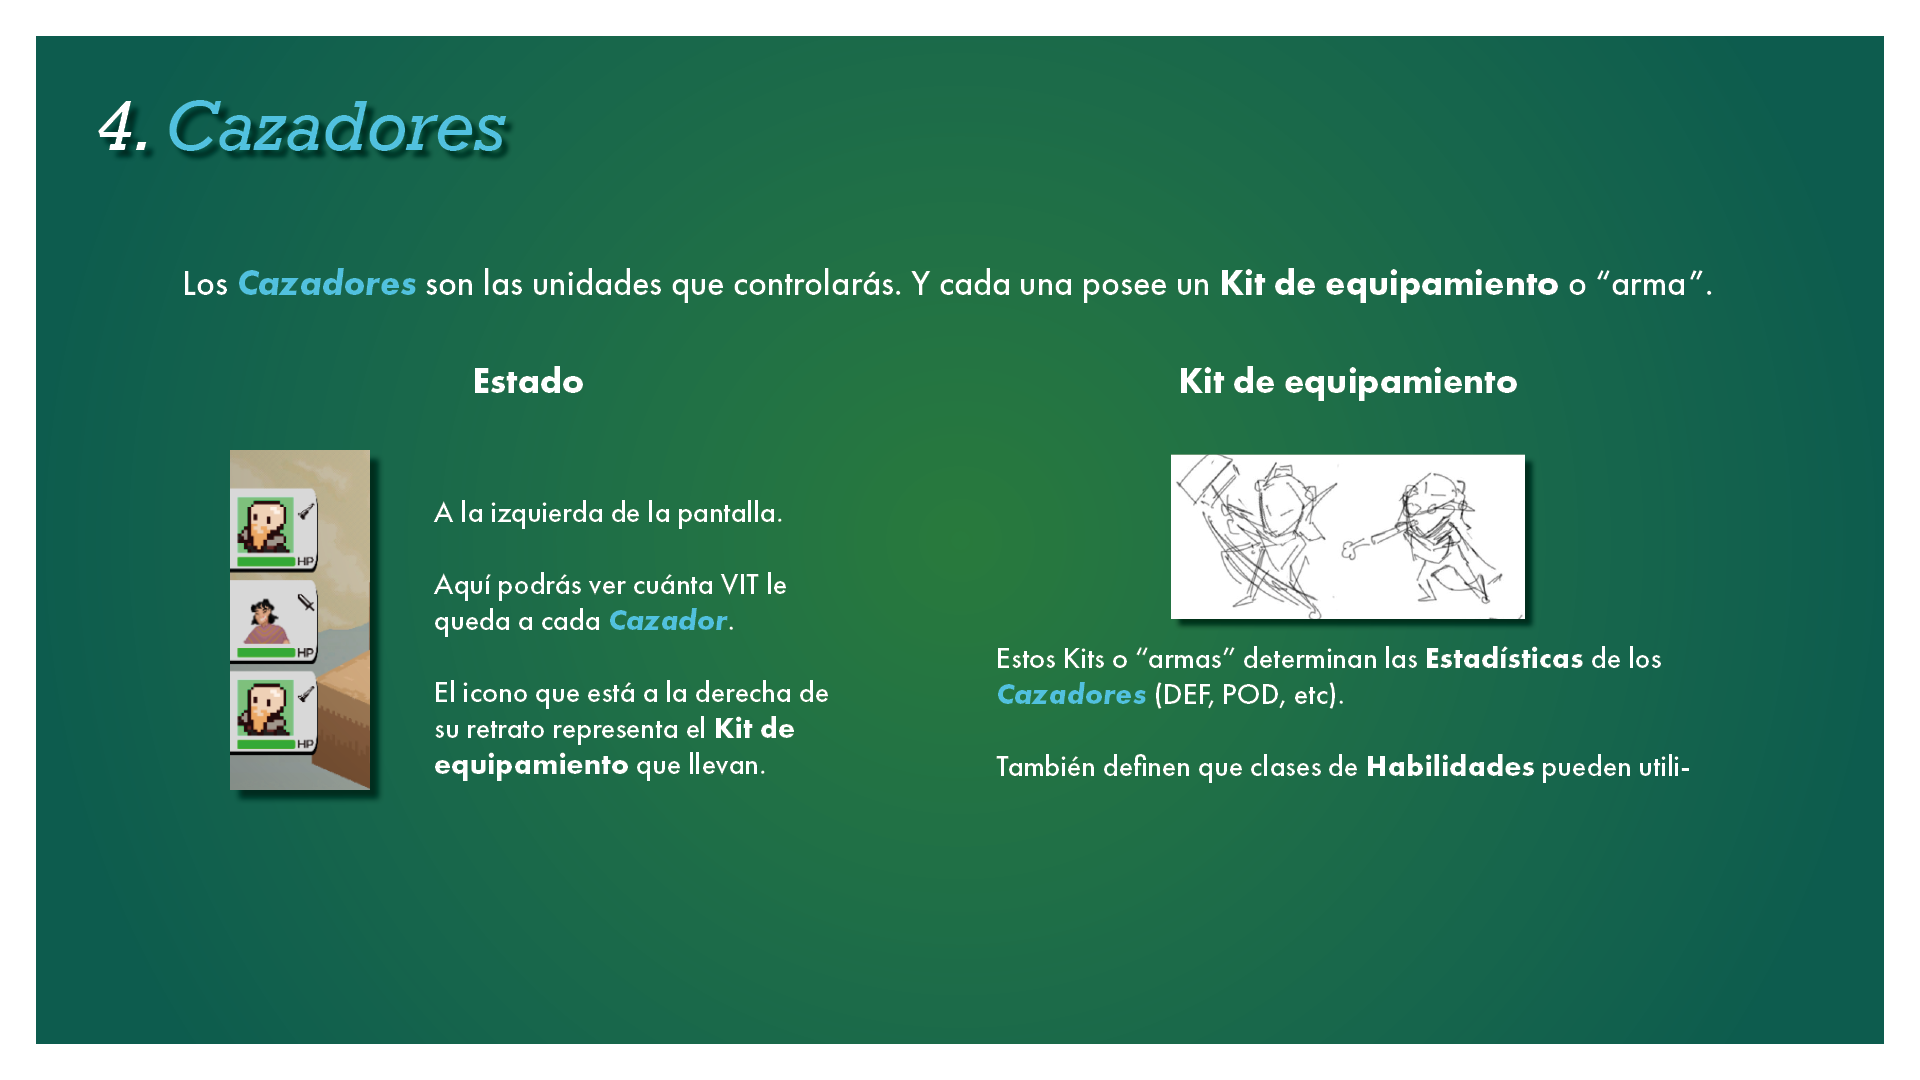 4. Cazadores
Los Cazadores son las unidades que controlarás. Y cada una posee un Kit de equipamiento o “arma”.
Estado
HP
HP
HP
A la izquierda de la pantalla.
Aquí podrás ver cuánta VIT le
queda a cada Cazador.
El icono que está a la derecha de
su retrato representa el Kit de
equipamiento que llevan.
Kit de equipamiento
Estos Kits o “armas” determinan las Estadísticas de los
Cazadores (DEF, POD, etc).
También definen que clases de Habilidades pueden utili-